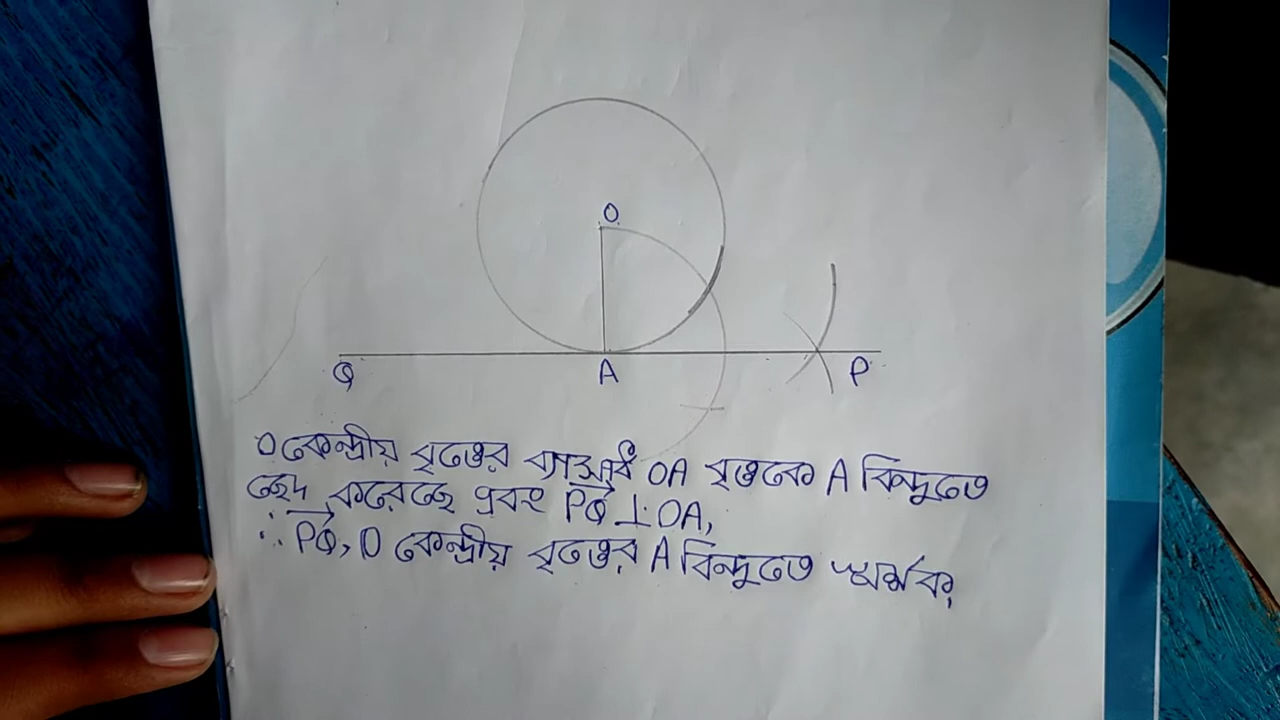 O
Q
A
P
O কেন্দ্রীয় বৃত্তের ব্যাসার্ধ OA বৃত্তকে A বিন্দুতে
ছেদ করেছে এবং PQ ⊥ OA,
∴ PQ, O কেন্দ্রীয় বৃত্তের A বিন্দুতে স্পর্শক,